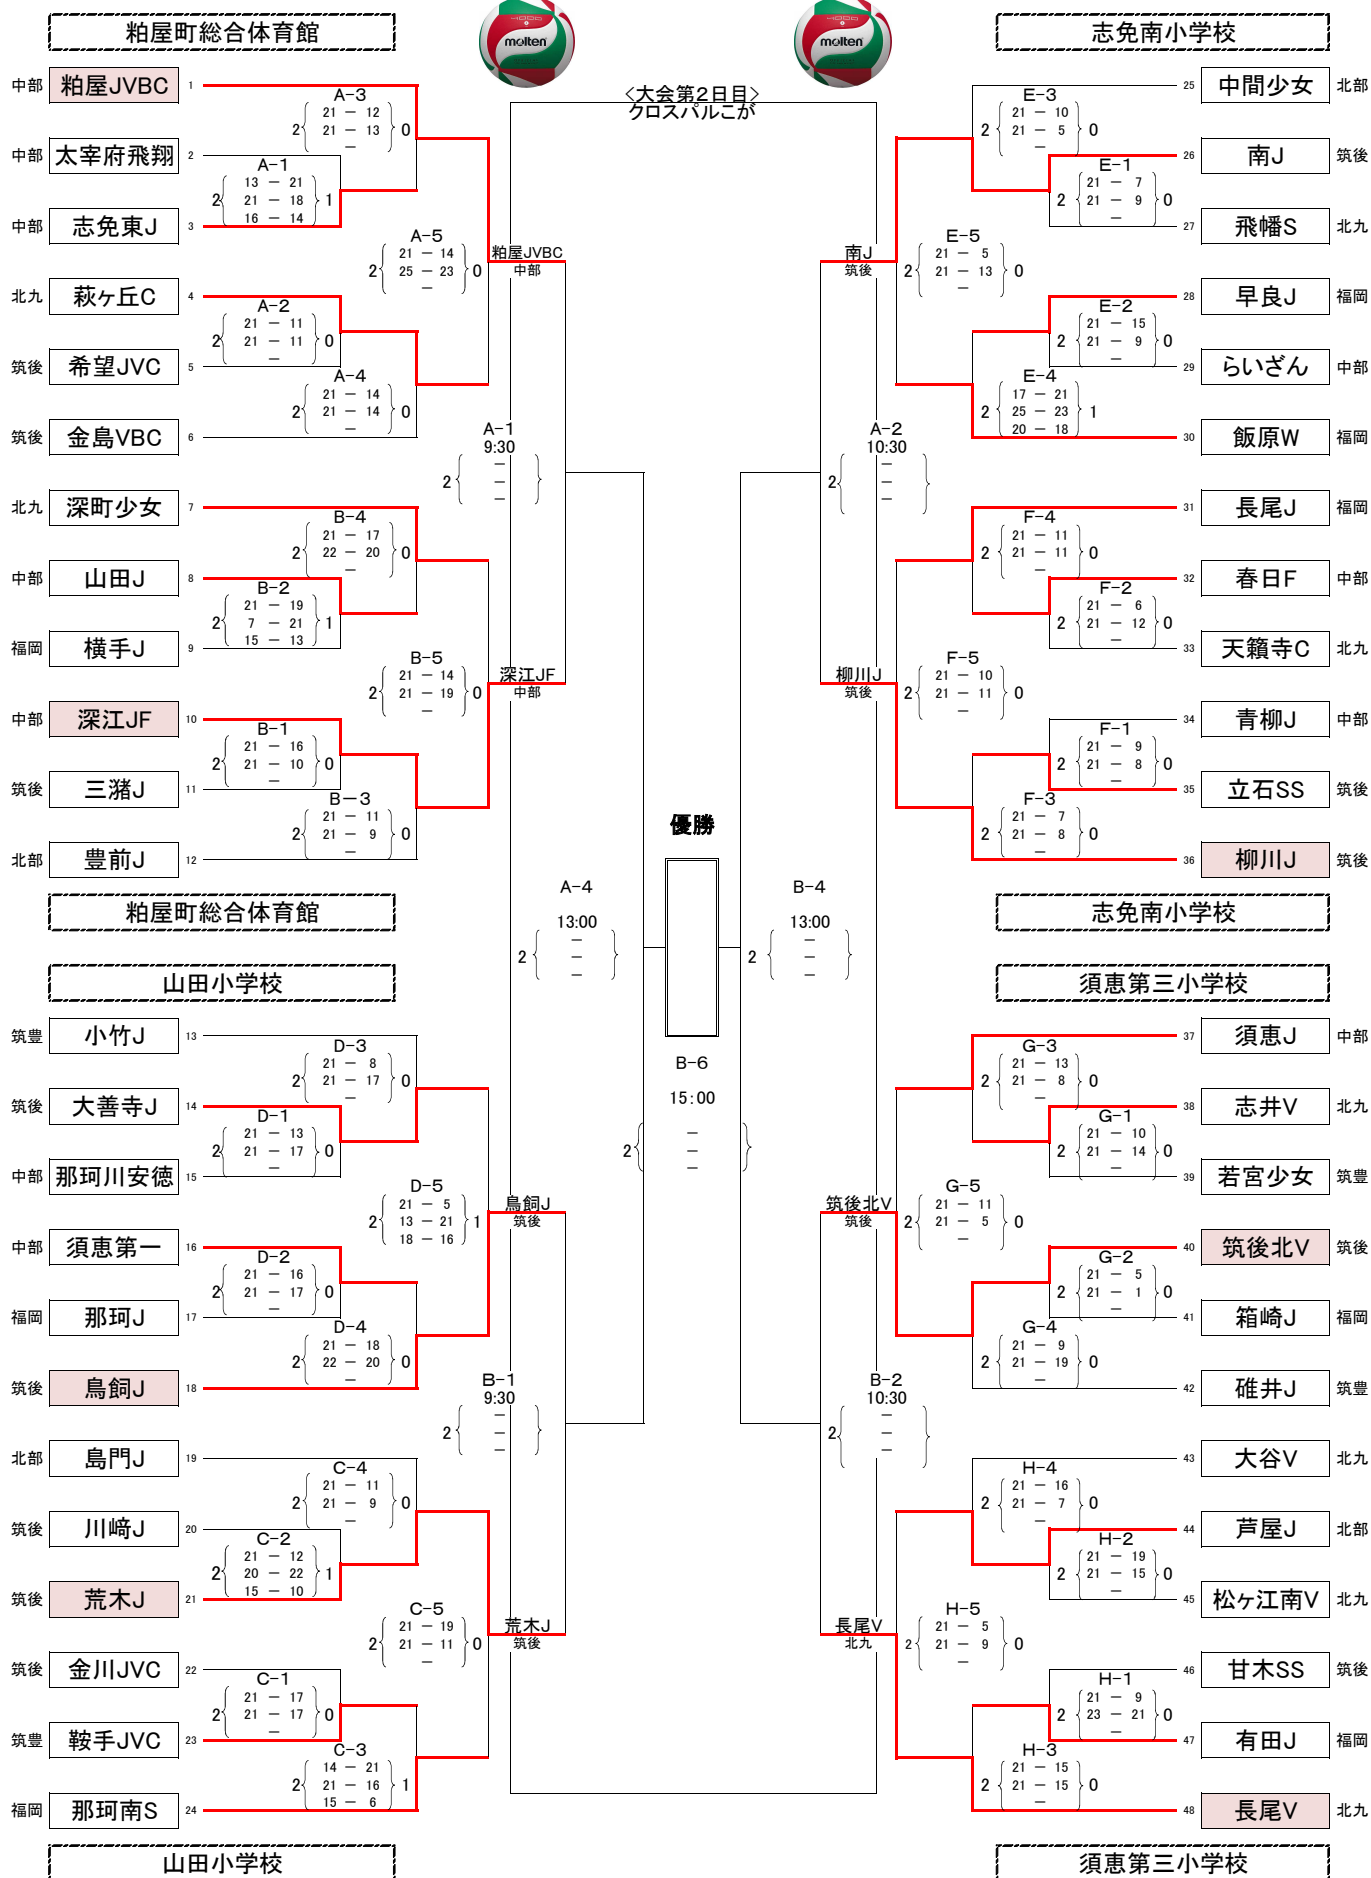 粕屋町総合体育館
4000
molten
4000
molten
志免南小学校
<大会第2日目>
クロスパルこが
中部 粕屋JVBC 1
A-3
21 － 12
2 21 － 13 0
－
中部 太宰府飛翔 2
A-1
13 － 21
2 21 － 18 1
16 － 14
中部 志免東J 3
A-5
21 － 14
2 25 － 23 0
－
粕屋JVBC
中部
北九 萩ヶ丘C 4
A-2
21 － 11
2 21 － 11 0
－
筑後 希望JVC 5
A-4
21 － 14
2 21 － 14 0
－
筑後 金島VBC 6
A-1
9:30
－
2 －
－
北九 深町少女 7
B-4
21 － 17
2 22 － 20 0
－
中部 山田J 8
B-2
21 － 19
2 7 － 21 1
15 － 13
福岡 横手J 9
B-5
21 － 14
2 21 － 19 0
－
深江JF
中部
中部 深江JF 10
B-1
21 － 16
2 21 － 10 0
－
筑後 三潴J 11
B－3
21 － 11
2 21 － 9 0
－
北部 豊前J 12
粕屋町総合体育館
25 中間少女 北部
E-3
21 － 10
2 21 － 5 0
－
26 南J 筑後
E-1
21 － 7
2 21 － 9 0
－
27 飛幡S 北九
南J
筑後
E-5
21 － 5
2 21 － 13 0
－
28 早良J 福岡
E-2
21 － 15
2 21 － 9 0
－
29 らいざん 中部
E-4
17 － 21
2 25 － 23 1
20 － 18
30 飯原W 福岡
A-2
10:30
－
2 －
－
31 長尾J 福岡
F-4
21 － 11
2 21 － 11 0
－
32 春日F 中部
F-2
21 － 6
2 21 － 12 0
－
33 天籟寺C 北九
柳川J
筑後
F-5
21 － 10
2 21 － 11 0
－
34 青柳J 中部
F-1
21 － 9
2 21 － 8 0
－
35 立石SS 筑後
F-3
21 － 7
2 21 － 8 0
－
36 柳川J 筑後
志免南小学校
優勝
A-4
13:00
－
2 －
－
B-4
13:00
－
2 －
－
B-6
15:00
－
2 －
－
山田小学校
筑豊 小竹J 13
D-3
21 － 8
2 21 － 17 0
－
筑後 大善寺J 14
D-1
21 － 13
2 21 － 17 0
－
中部 那珂川安徳 15
D-5
21 － 5
2 13 － 21 1
18 － 16
鳥飼J
筑後
中部 須恵第一 16
D-2
21 － 16
2 21 － 17 0
－
福岡 那珂J 17
D-4
21 － 18
2 22 － 20 0
－
筑後 鳥飼J 18
B-1
9:30
－
2 －
－
北部 島門J 19
C-4
21 － 11
2 21 － 9 0
－
筑後 川﨑J 20
C-2
21 － 12
2 20 － 22 1
15 － 10
筑後 荒木J 21
C-5
21 － 19
2 21 － 11 0
－
荒木J
筑後
筑後 金川JVC 22
C-1
21 － 17
2 21 － 17 0
－
筑豊 鞍手JVC 23
C-3
14 － 21
2 21 － 16 1
15 － 6
福岡 那珂南S 24
山田小学校
須恵第三小学校
37 須恵J 中部
G-3
21 － 13
2 21 － 8 0
－
38 志井V 北九
G-1
21 － 10
2 21 － 14 0
－
39 若宮少女 筑豊
筑後北V
筑後
G-5
21 － 11
2 21 － 5 0
－
40 筑後北V 筑後
G-2
21 － 5
2 21 － 1 0
－
41 箱崎J 福岡
G-4
21 － 9
2 21 － 19 0
－
42 碓井J 筑豊
B-2
10:30
－
2 －
－
43 大谷V 北九
H-4
21 － 16
2 21 － 7 0
－
44 芦屋J 北部
H-2
21 － 19
2 21 － 15 0
－
45 松ヶ江南V 北九
長尾V
北九
H-5
21 － 5
2 21 － 9 0
－
46 甘木SS 筑後
H-1
21 － 9
2 23 － 21 0
－
47 有田J 福岡
H-3
21 － 15
2 21 － 15 0
－
48 長尾V 北九
須恵第三小学校